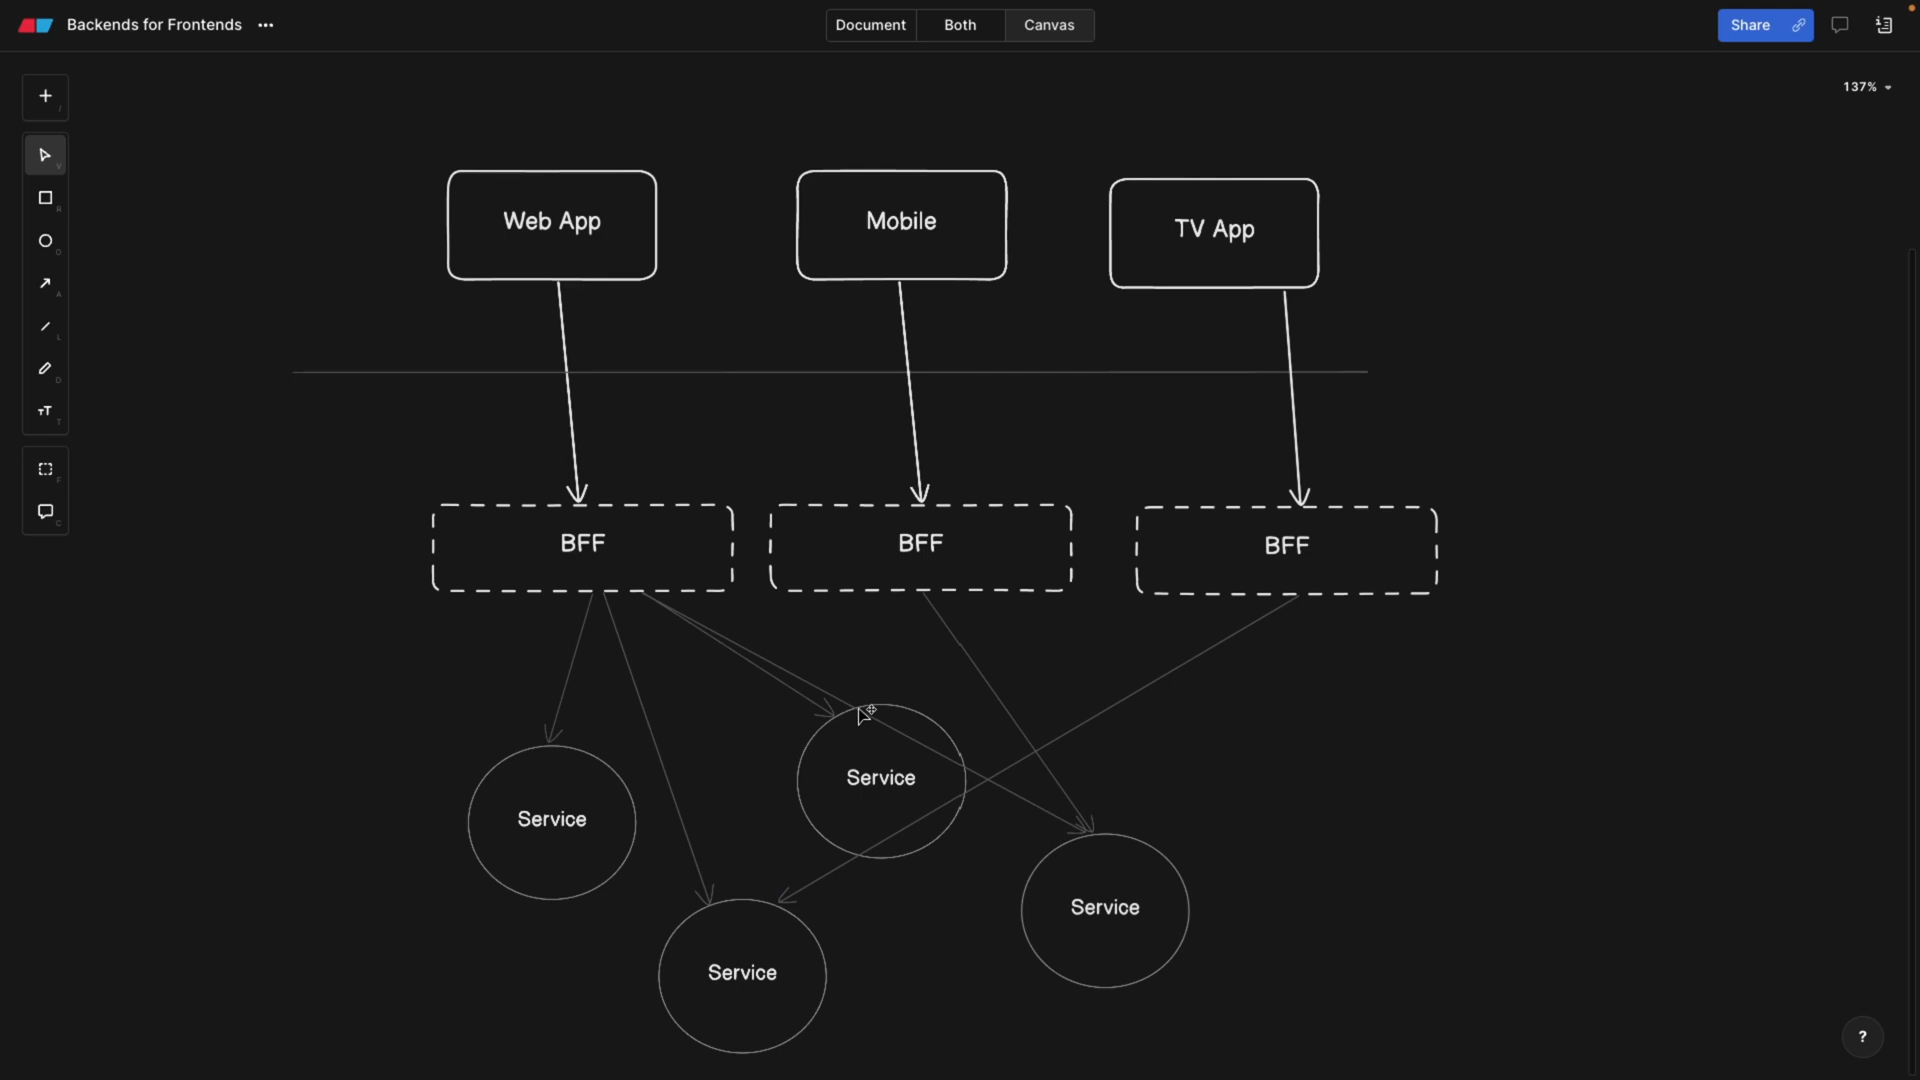 Backends for Frontends
Document
Both
Canvas
Share
137%
/
V
R
O
A
L
D
T
F
C
Web App
Mobile
TV App
BFF
BFF
BFF
Service
Service
Service
Service
?